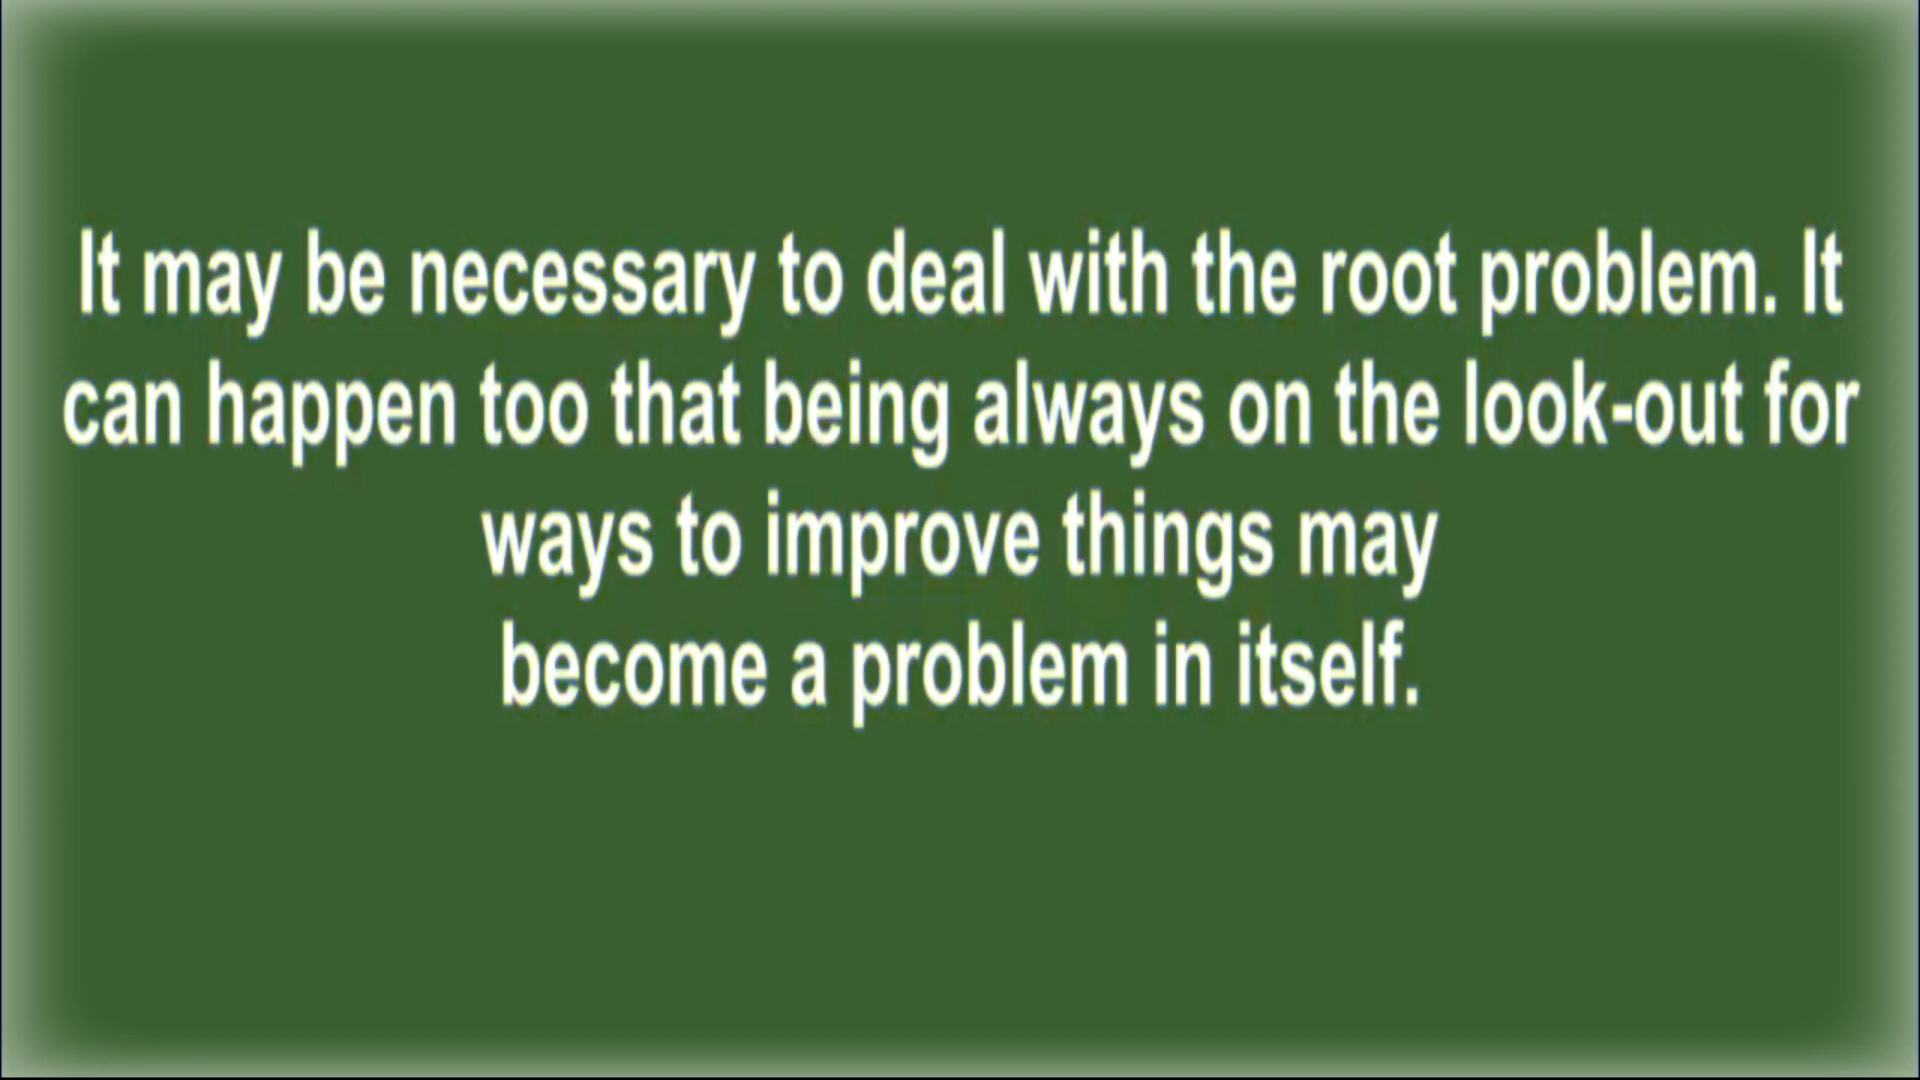 It may be necessary to deal with the root problem. It
can happen too that being always on the look-out for
ways to improve things may
become a problem in itself.